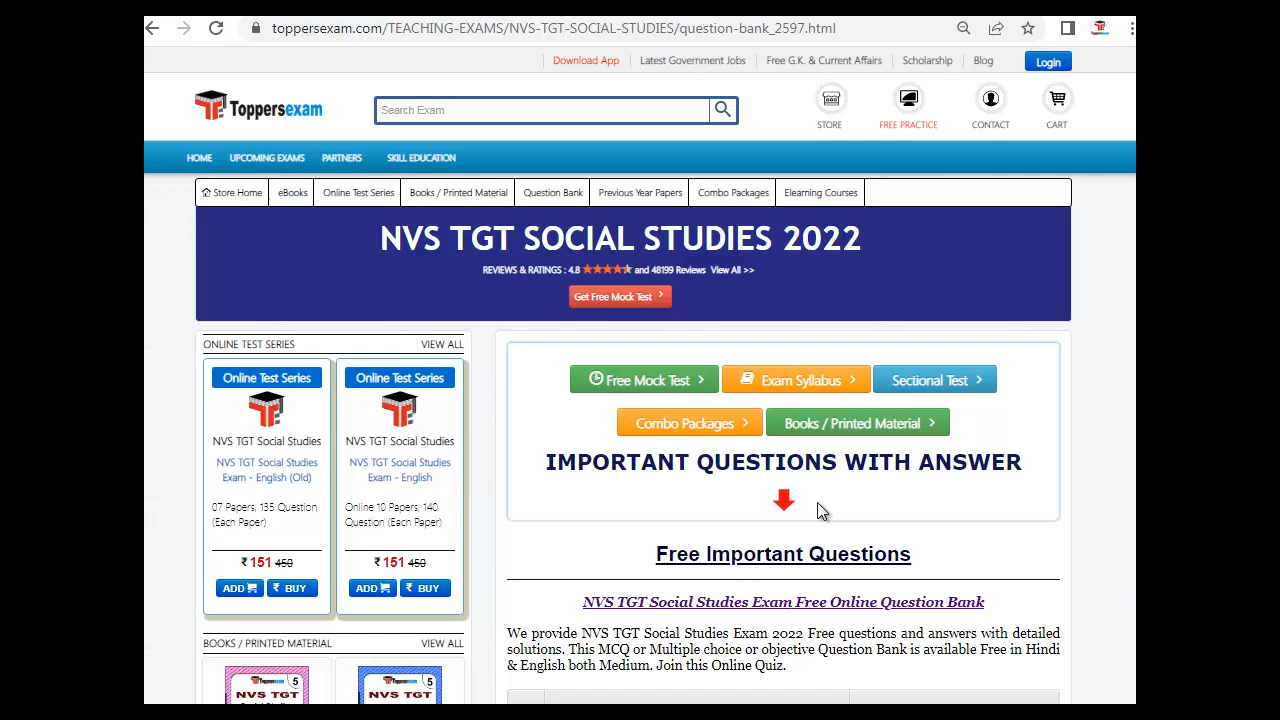 toppersexam.com/TEACHING-EXAMS/NVS-TGT-SOCIAL-STUDIES/question-bank_2597.html
Download App Latest Government Jobs Free G.K. & Current Affairs Scholarship Blog Login
Toppersexam
Search Exam
STORE FREE PRACTICE CONTACT CART
HOME UPCOMING EXAMS PARTNERS SKILL EDUCATION
Store Home eBooks Online Test Series Books / Printed Material Question Bank Previous Year Papers Combo Packages Elearning Courses
NVS TGT SOCIAL STUDIES 2022
REVIEWS & RATINGS : 4.8 and 48199 Reviews View All >>
Get Free Mock Test
ONLINE TEST SERIES VIEW ALL
Online Test Series
NVS TGT Social Studies
NVS TGT Social Studies
Exam - English (Old)
07 Papers, 135 Question
(Eacn Paper)
₹ 151 450
ADD ₹ BUY
Online Test Series
NVS TGT Social Studies
NVS TGT Social Studies
Exam - English
Online 10 Papers, 140
Question (Eacn Paper)
₹ 151 450
ADD ₹ BUY
BOOKS / PRINTED MATERIAL VIEW ALL
Toppersexam 5
NVS TGT
Toppersexam 5
NVS TGT
Free Mock Test Exam Syllabus Sectional Test
Combo Packages Books / Printed Material
IMPORTANT QUESTIONS WITH ANSWER
Free Important Questions
NVS TGT Social Studies Exam Free Online Question Bank
We provide NVS TGT Social Studies Exam 2022 Free questions and answers with detailed
solutions. This MCQ or Multiple choice or objective Question Bank is available Free in Hindi
& English both Medium. Join this Online Quiz.